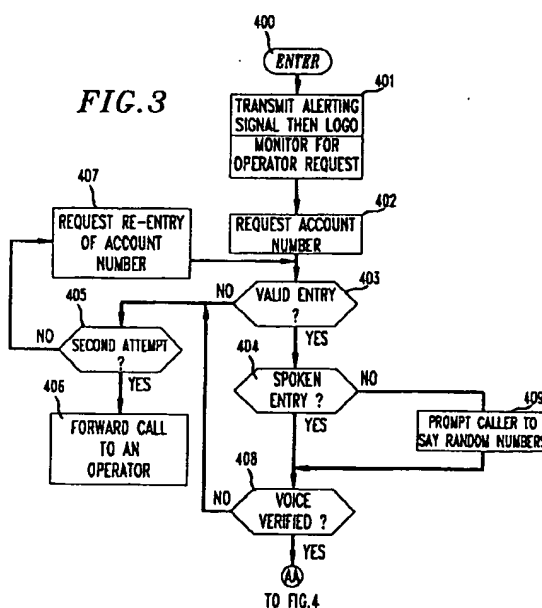 400
ENTER
FIG.3
401
TRANSMIT ALERTING
SIGNAL THEN LOGO
MONITOR FOR
OPERATOR REQUEST
407
REQUEST RE-ENTRY
OF ACCOUNT
NUMBER
402
REQUEST ACCOUNT
NUMBER
403
NO
VALID ENTRY
?
YES
405
NO
SECOND ATTEMPT
?
YES
404
SPOKEN
ENTRY ?
NO
YES
409
PROMPT CALLER TO
SAY RANDOM NUMBERS
406
FORWARD CALL
TO AN
OPERATOR
408
NO
VOICE
VERIFIED ?
YES
AA
TO FIG.4